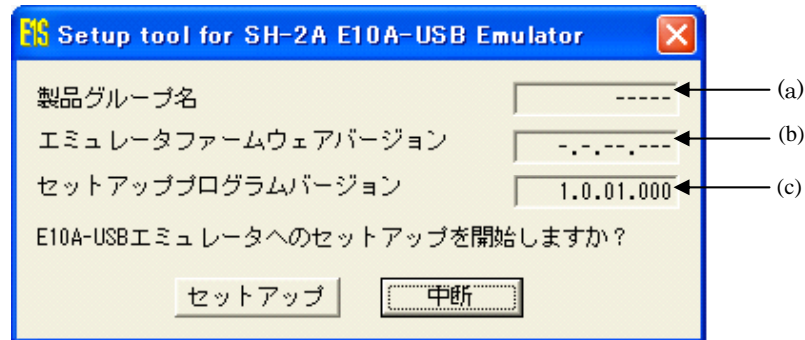 E1S Setup tool for SH-2A E10A-USB Emulator
製品グループ名 ----- (a)
エミュレータファームウェアバージョン -.-.--.--- (b)
セットアッププログラムバージョン 1.0.01.000 (c)
E10A-USBエミュレータへのセットアップを開始しますか?
セットアップ 中断